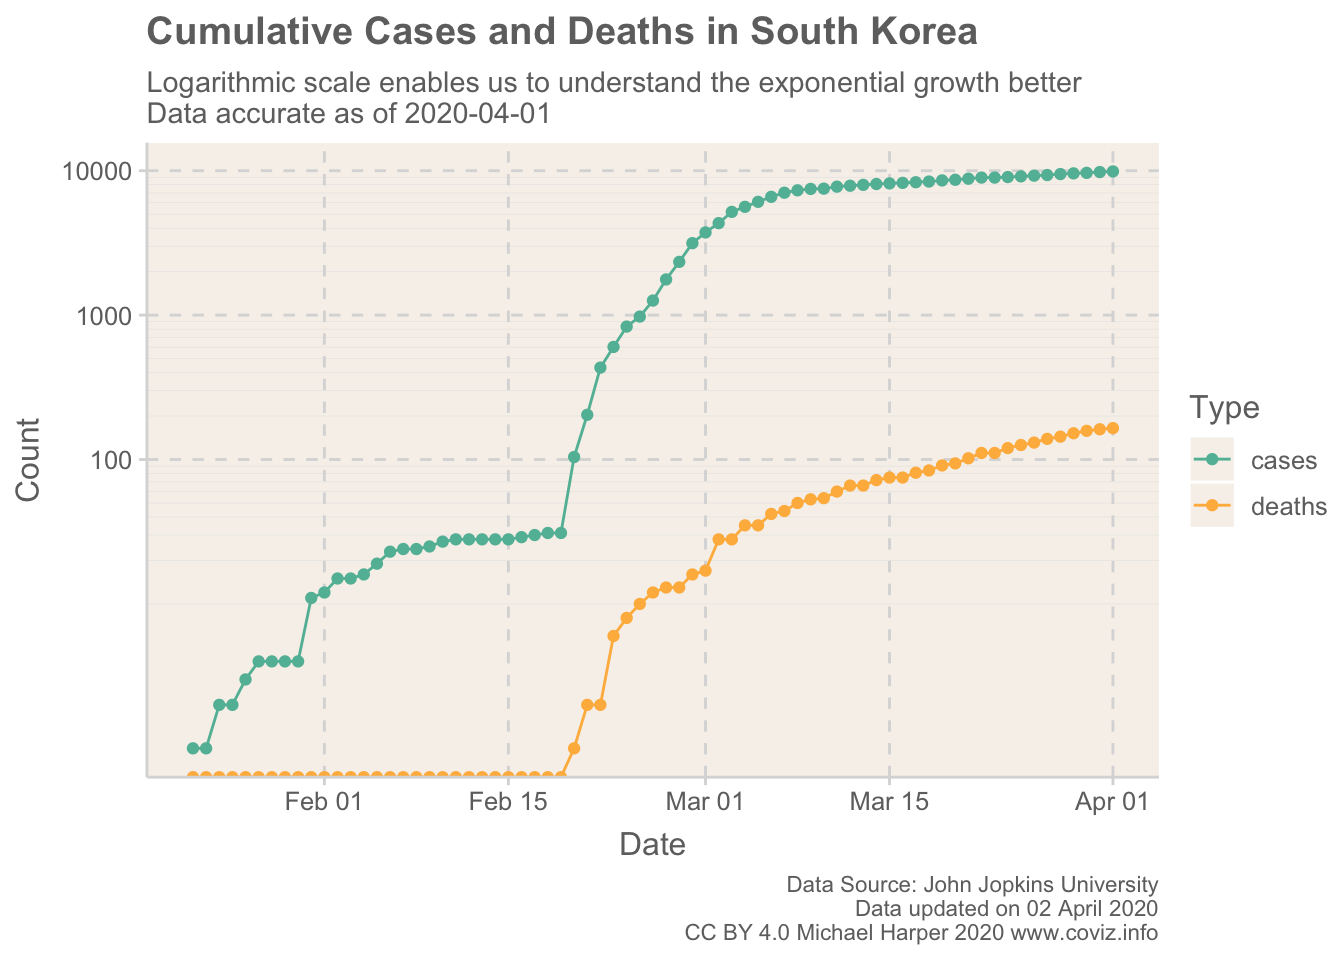 Cumulative Cases and Deaths in South Korea
Logarithmic scale enables us to understand the exponential growth better
Data accurate as of 2020-04-01
10000
1000
100
Count
Feb 01
Feb 15
Mar 01
Mar 15
Apr 01
Date
Type
cases
deaths
Data Source: John Jopkins University
Data updated on 02 April 2020
CC BY 4.0 Michael Harper 2020 www.coviz.info